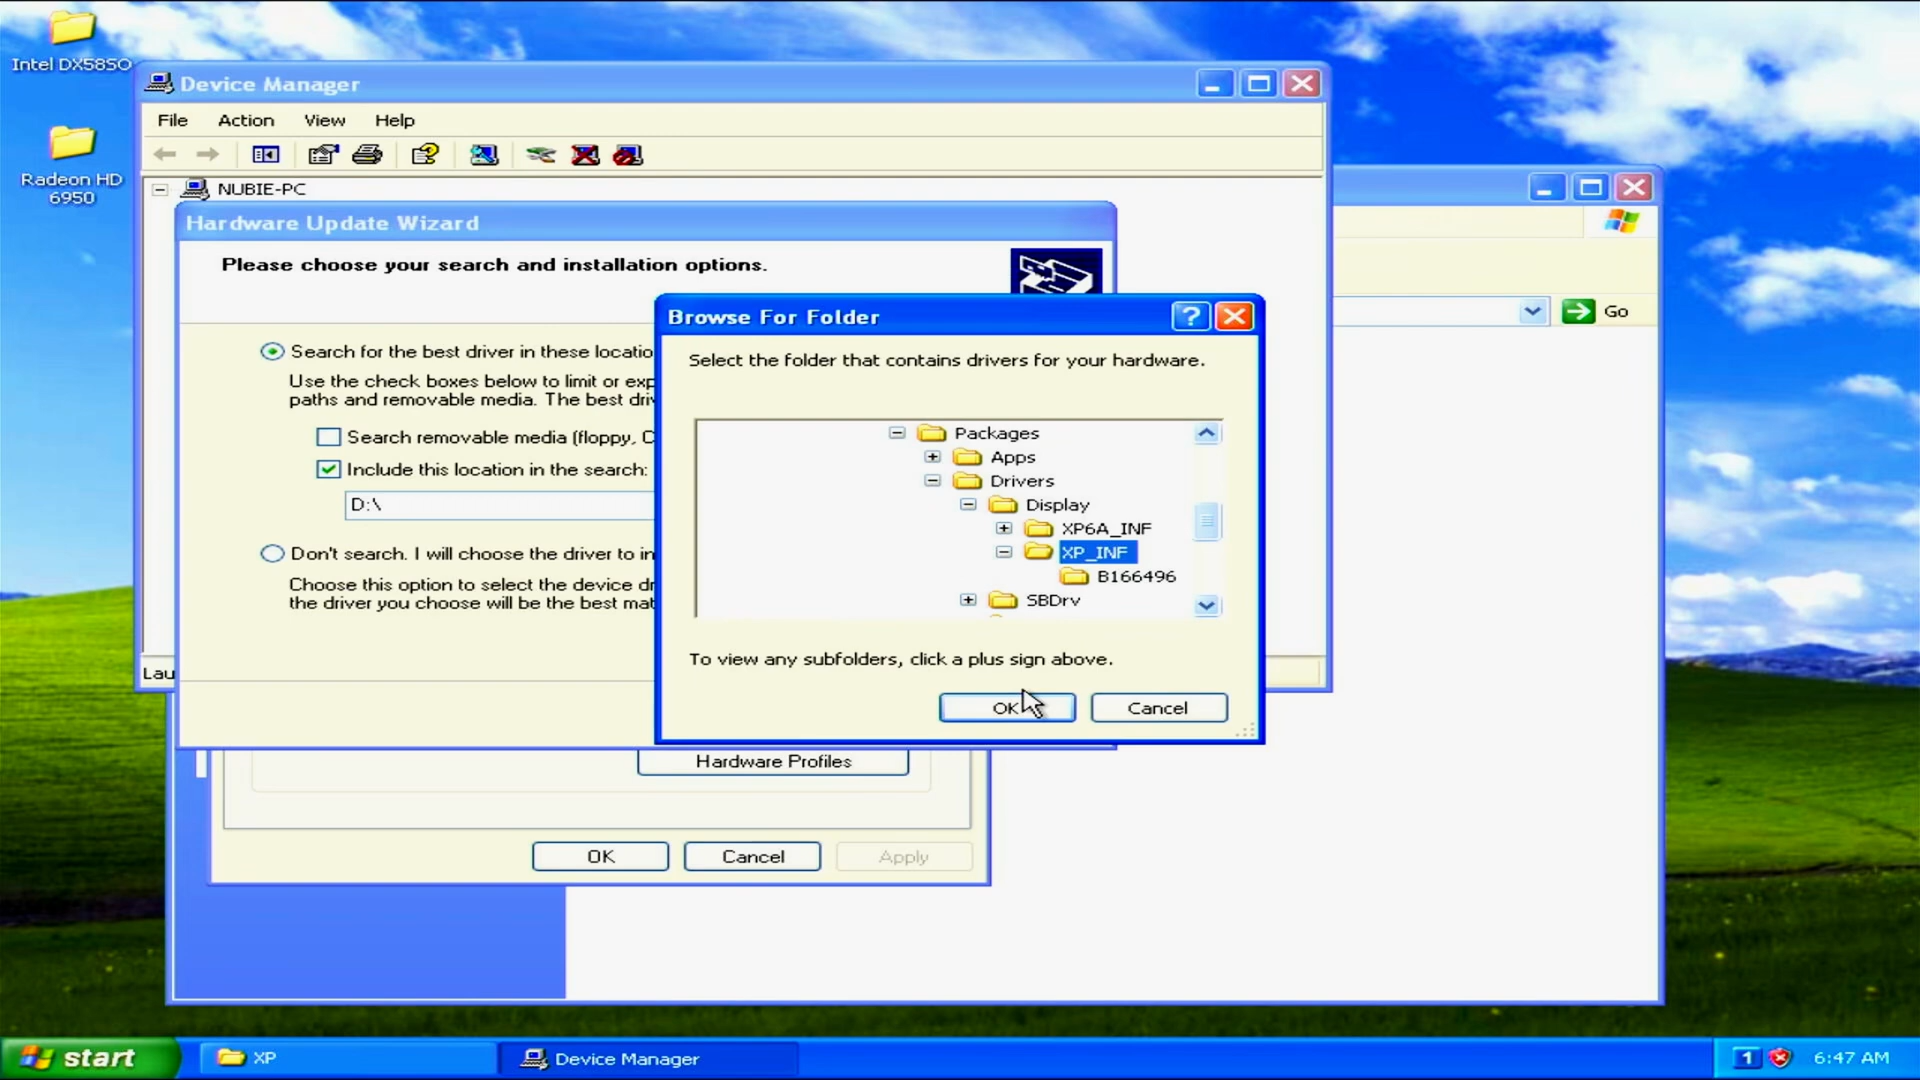 Intel DX58SO
Radeon HD
6950
Device Manager
File Action View Help
NUBIE-PC
Hardware Update Wizard
Please choose your search and installation options.
Search for the best driver in these locatio
Use the check boxes below to limit or exp
paths and removable media. The best driv
Search removable media (floppy, C
Include this location in the search:
D:\
Don't search. I will choose the driver to in
Choose this option to select the device dr
the driver you choose will be the best mat
Browse For Folder
Select the folder that contains drivers for your hardware.
Packages
Apps
Drivers
Display
XP6A_INF
XP_INF
B166496
SBDrv
To view any subfolders, click a plus sign above.
OK Cancel
Go
Lau
Hardware Profiles
OK Cancel Apply
start XP Device Manager 1 6:47 AM